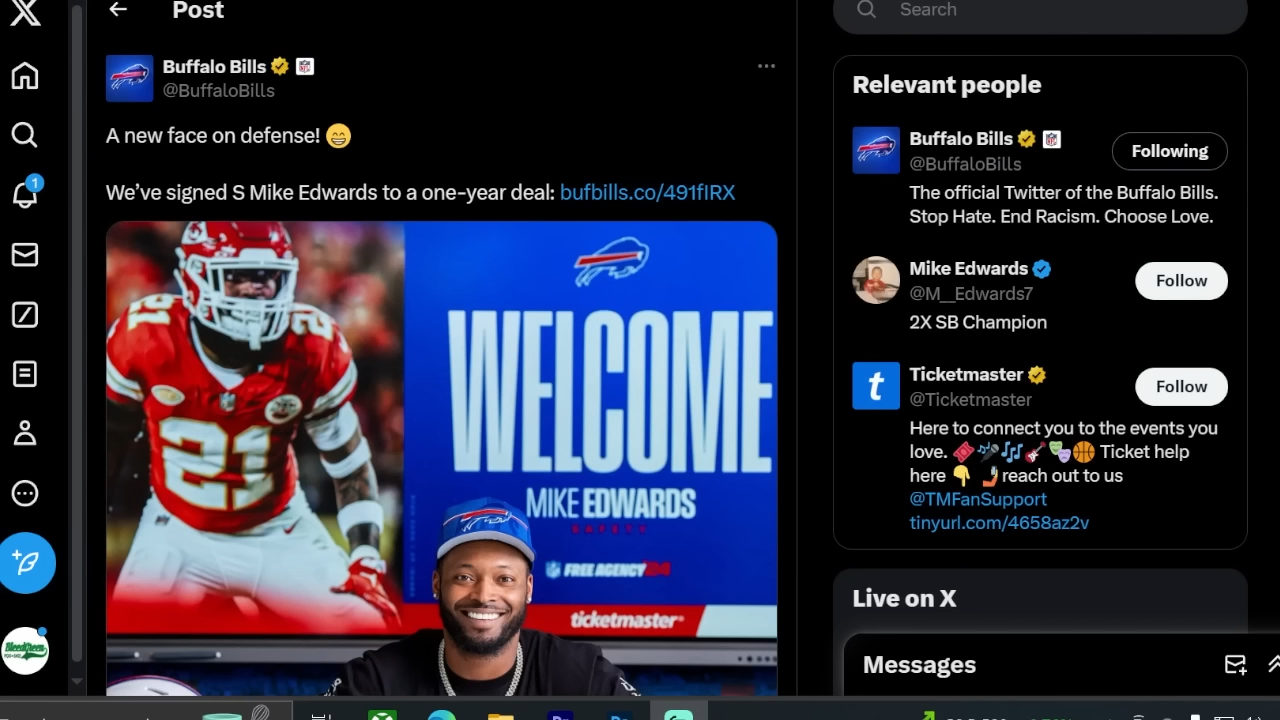 Post
Search
Buffalo Bills
@BuffaloBills
A new face on defense! 😁
We've signed S Mike Edwards to a one-year deal: bufbills.co/491fIRX
21
21
WELCOME
MIKE EDWARDS
SAFETY
FREE AGENCY 24
ticketmaster
Relevant people
Buffalo Bills
@BuffaloBills
Following
The official Twitter of the Buffalo Bills.
Stop Hate. End Racism. Choose Love.
Mike Edwards
@M__Edwards7
Follow
2X SB Champion
Ticketmaster
@Ticketmaster
Follow
Here to connect you to the events you
love. 🎟️🎤🎶🎸🎭🏀 Ticket help
here 👇 🤳 reach out to us
@TMFanSupport
tinyurl.com/4658az2v
Live on X
Messages
1
t